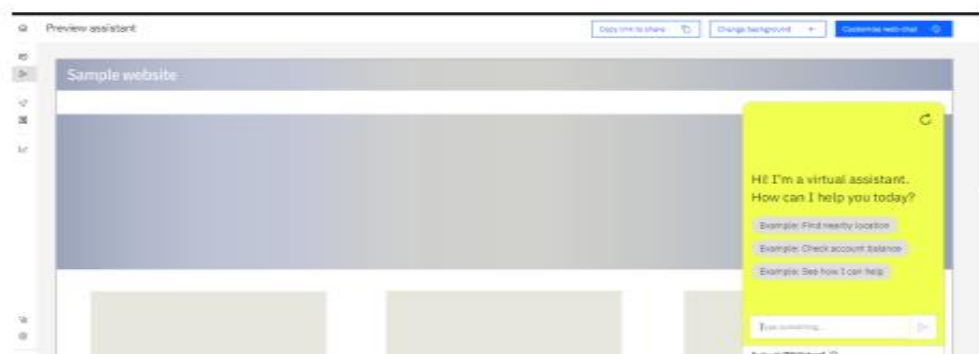 Preview assistant
Copy link to share
Change background
Customize web chat
Sample website
Hi! I'm a virtual assistant.
How can I help you today?
Example: Find nearby location
Example: Check account balance
Example: See how I can help
Type something...